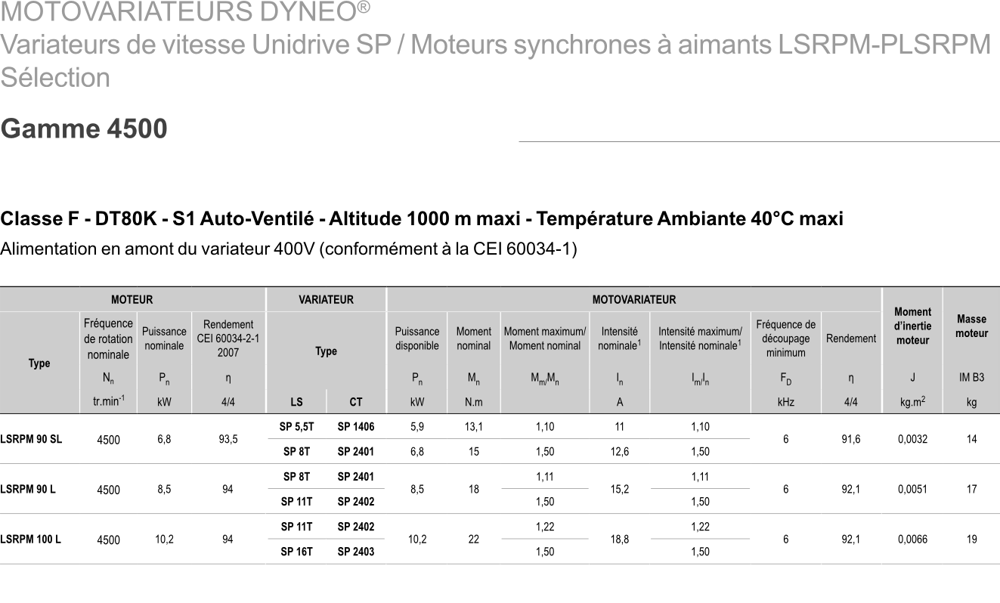 MOTOVARIATEURS DYNEO®
Variateurs de vitesse Unidrive SP / Moteurs synchrones à aimants LSRPM-PLSRPM
Sélection
Gamme 4500
Classe F - DT80K - S1 Auto-Ventilé - Altitude 1000 m maxi - Température Ambiante 40°C maxi
Alimentation en amont du variateur 400V (conformément à la CEI 60034-1)
MOTEUR VARIATEUR MOTOVARIATEUR Moment d'inertie moteur Masse moteur
Type Fréquence de rotation nominale Puissance nominale Rendement CEI 60034-2-1 2007 Type Puissance disponible Moment nominal Moment maximum/ Moment nominal Intensité nominale1 Intensité maximum/ Intensité nominale1 Fréquence de découpage minimum Rendement
Nn Pn η Pn Mn Mm/Mn In Im/In FD η J IM B3
tr.min-1 kW 4/4 LS CT kW N.m A kHz 4/4 kg.m2 kg
SP 5,5T SP 1406 5,9 13,1 1,10 11 1,10
LSRPM 90 SL 4500 6,8 93,5 6 91,6 0,0032 14
SP 8T SP 2401 6,8 15 1,50 12,6 1,50
SP 8T SP 2401 1,11 1,11
LSRPM 90 L 4500 8,5 94 8,5 18 15,2 6 92,1 0,0051 17
SP 11T SP 2402 1,50 1,50
SP 11T SP 2402 1,22 1,22
LSRPM 100 L 4500 10,2 94 10,2 22 18,8 6 92,1 0,0066 19
SP 16T SP 2403 1,50 1,50